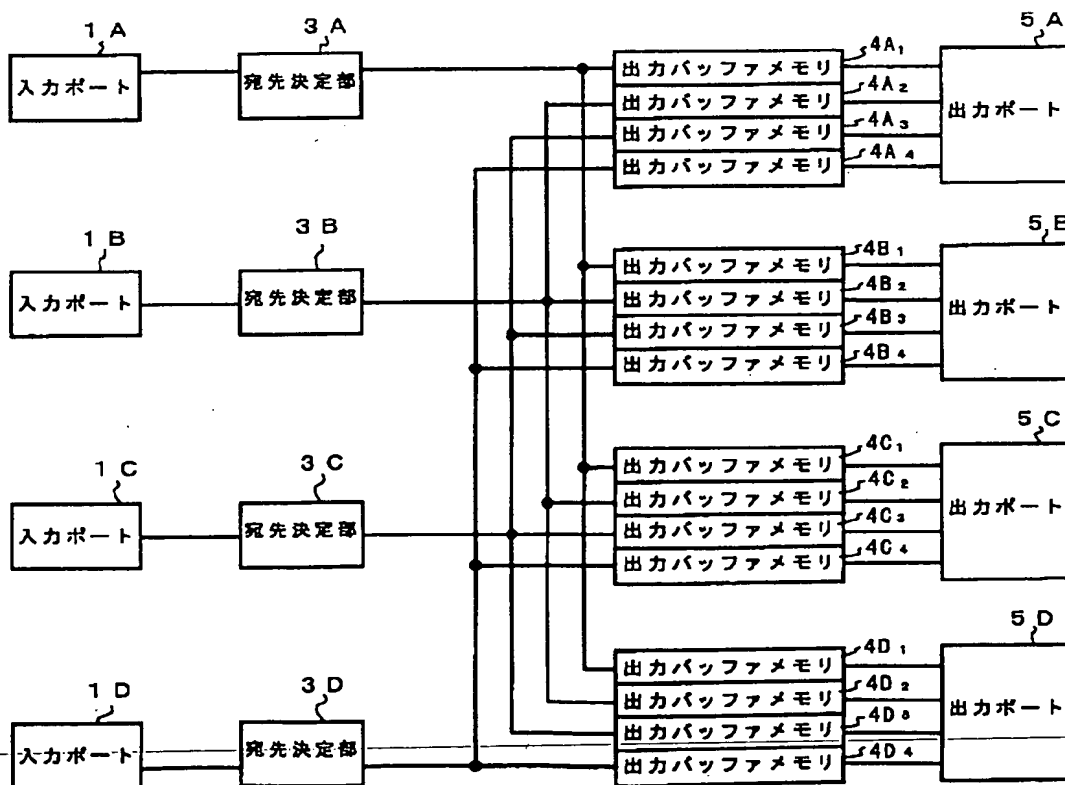 1A
3A
5A
入力ポート
宛先決定部
出力バッファメモリ
4A₁
出力バッファメモリ
4A₂
出力バッファメモリ
4A₃
出力バッファメモリ
4A₄
出力ポート
1B
3B
5B
入力ポート
宛先決定部
出力バッファメモリ
4B₁
出力バッファメモリ
4B₂
出力バッファメモリ
4B₃
出力バッファメモリ
4B₄
出力ポート
1C
3C
5C
入力ポート
宛先決定部
出力バッファメモリ
4C₁
出力バッファメモリ
4C₂
出力バッファメモリ
4C₃
出力バッファメモリ
4C₄
出力ポート
1D
3D
5D
入力ポート
宛先決定部
出力バッファメモリ
4D₁
出力バッファメモリ
4D₂
出力バッファメモリ
4D₃
出力バッファメモリ
4D₄
出力ポート